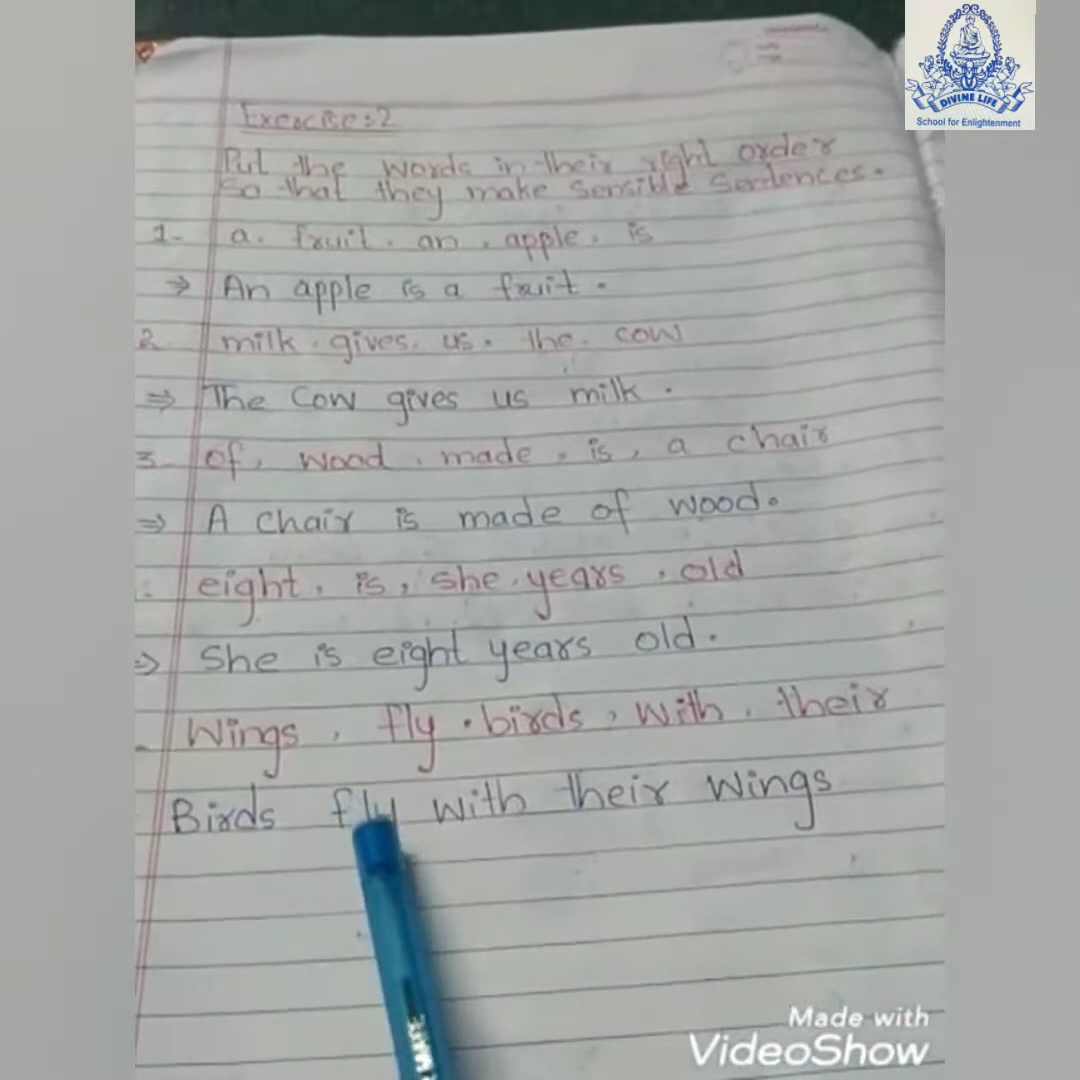 DIVINE LIFE
School for Enlightenment
Exercise:2
Put the words in their right order
so that they make sensible sentences.
1- a. fruit. an. apple. is
⇒ An apple is a fruit.
2 milk. gives. us. the. cow
⇒ The Cow gives us milk.
3- of, wood. made. is, a chair
⇒ A chair is made of wood.
eight, is, she, years, old
⇒ She is eight years old.
Wings, fly. birds, with, their
Birds fly with their wings
Made with
VideoShow